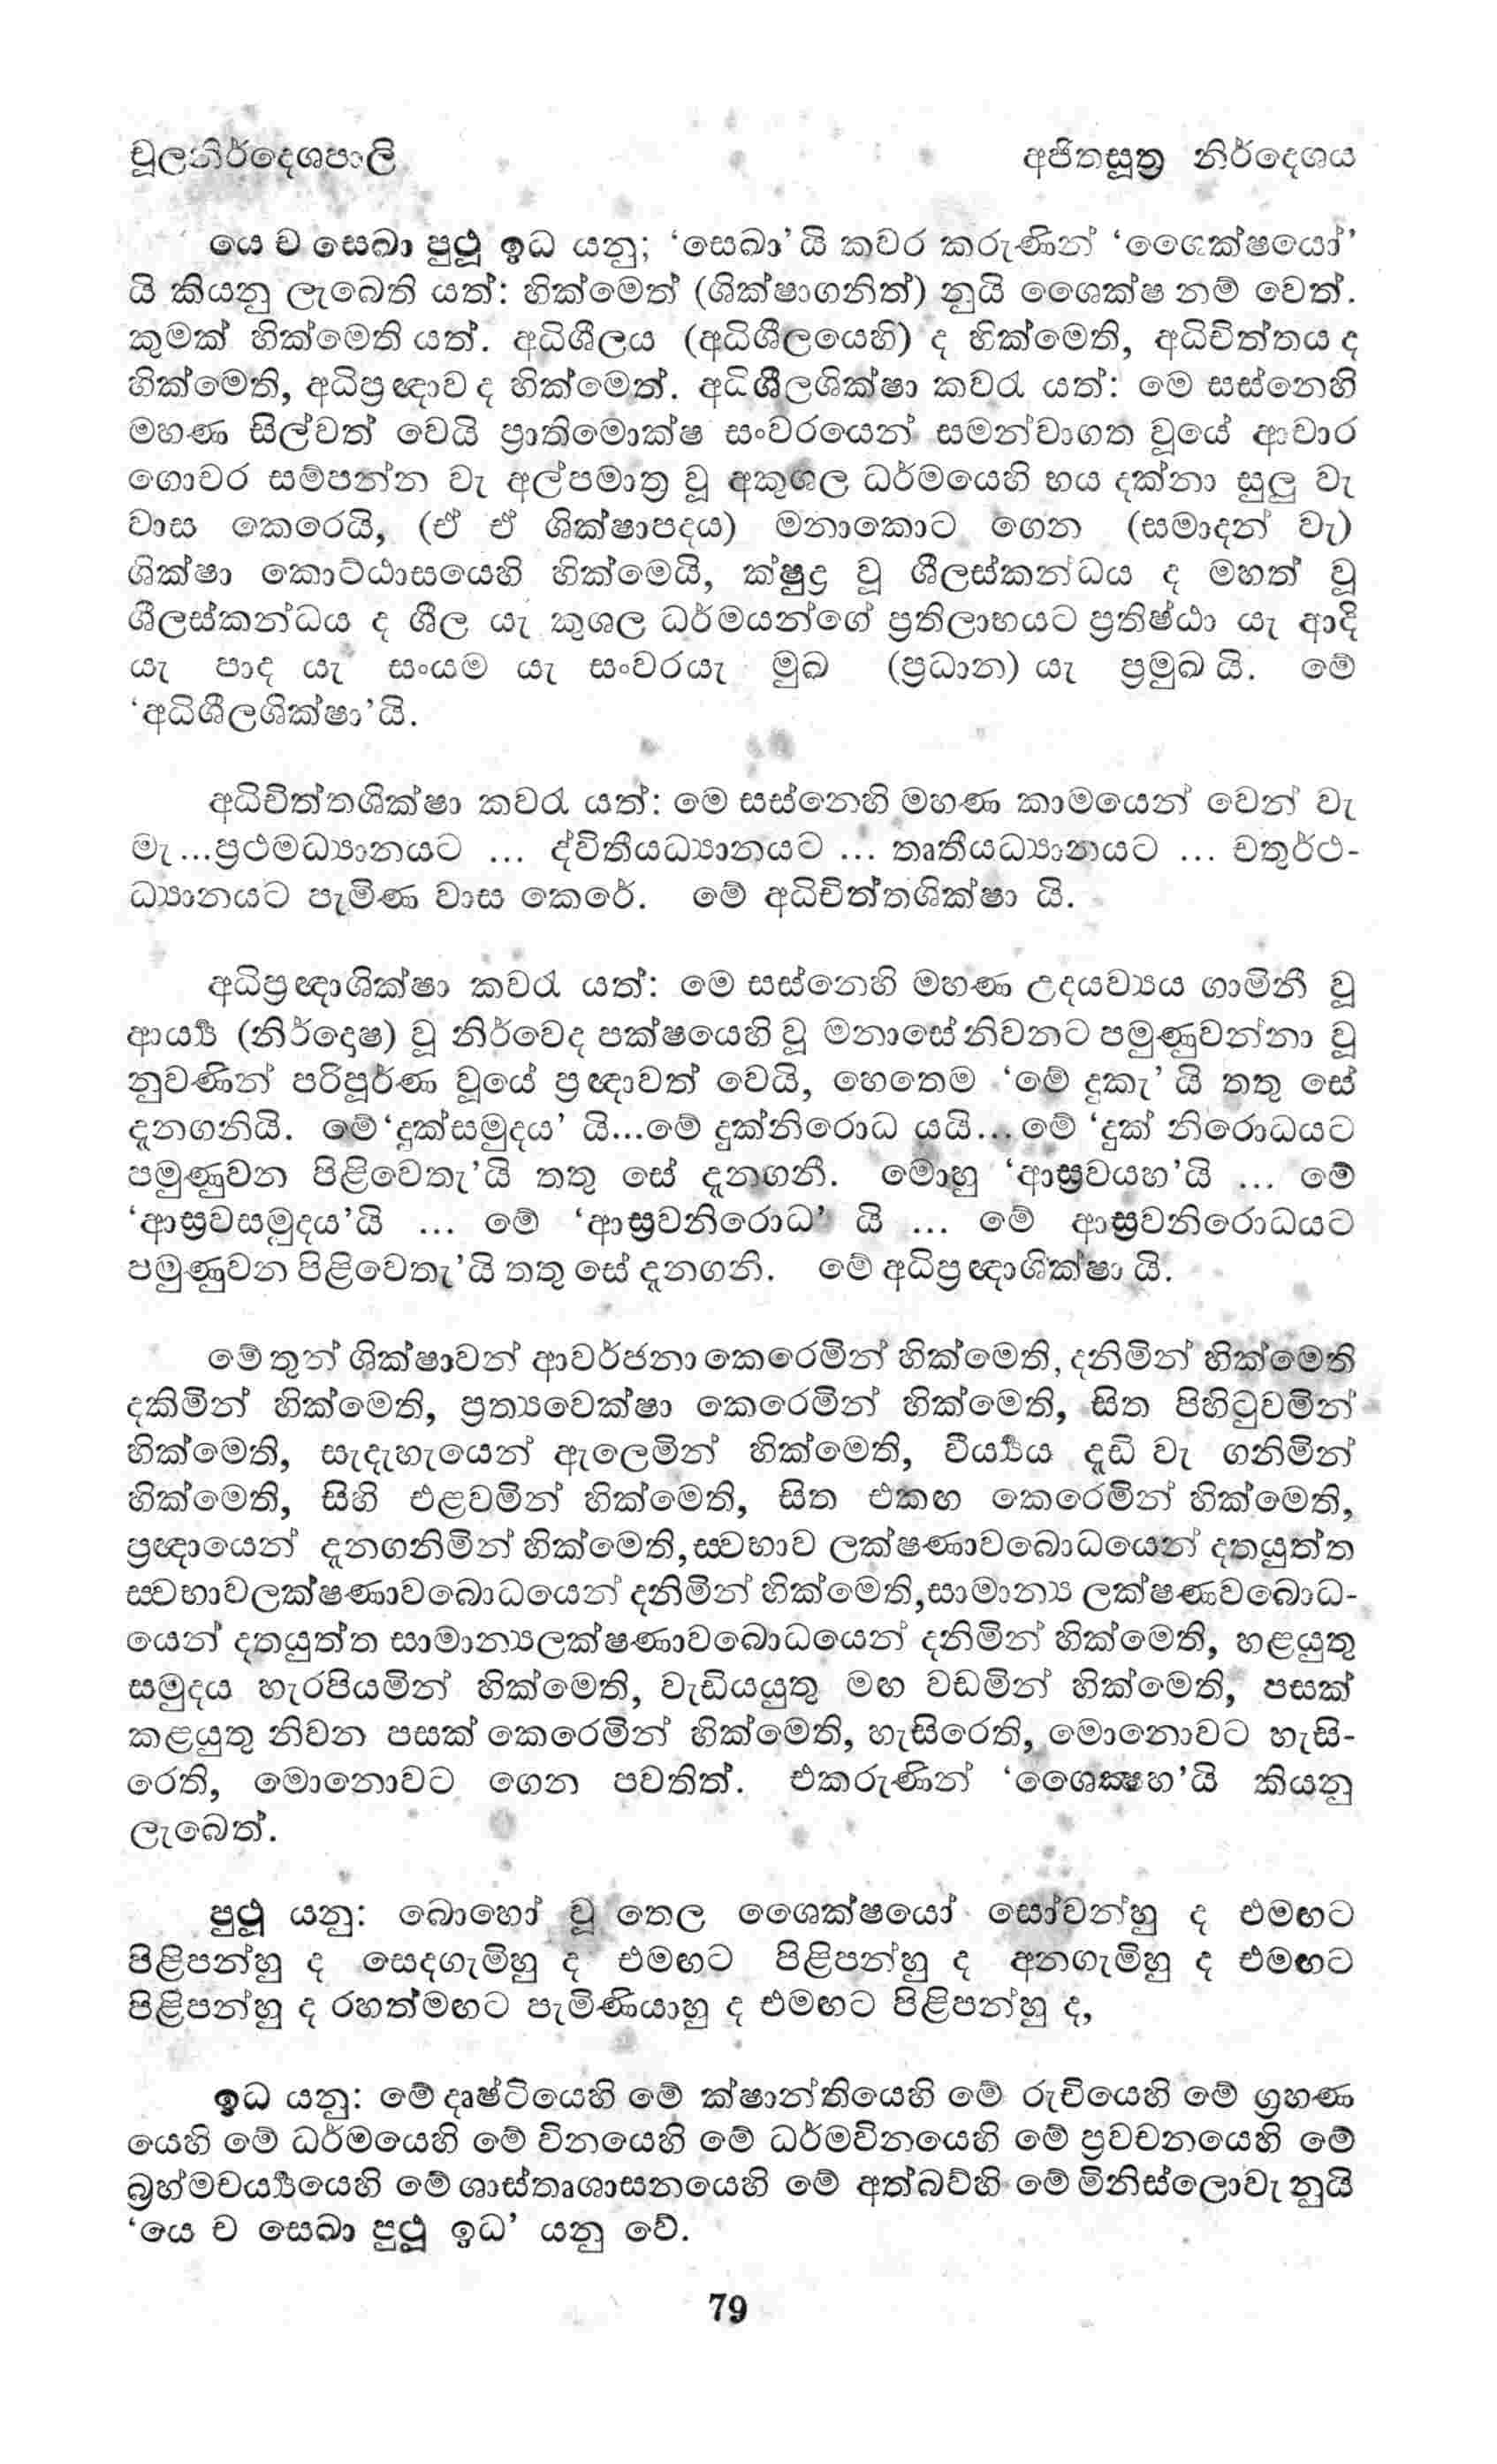 චූලනිර්දෙශපාලි අජිතසූත්‍ර නිර්දෙශය
යෙ ච සෙඛා පුථූ ඉධ යනු; ‘සෙඛා’යි කවර කරුණින් ‘ශෛක්ෂයෝ’
යි කියනු ලැබෙති යත්: හික්මෙත් (ශික්ෂාගනිත්) නුයි ශෛක්ෂ නම් වෙත්.
කුමක් හික්මෙති යත්. අධිශීලය (අධිශීලයෙහි) ද හික්මෙති, අධිචිත්තය ද
හික්මෙති, අධිප්‍රඥාව ද හික්මෙත්. අධිශීලශික්ෂා කවරැ යත්: මෙ සස්නෙහි
මහණ සිල්වත් වෙයි ප්‍රාතිමොක්ෂ සංවරයෙන් සමන්වාගත වූයේ ආචාර
ගොචර සම්පන්න වැ අල්පමාත්‍ර වූ අකුශල ධර්මයෙහි භය දක්නා සුලු වැ
වාස කෙරෙයි, (ඒ ඒ ශික්ෂාපදය) මනාකොට ගෙන (සමාදන් වැ)
ශික්ෂා කොට්ඨාසයෙහි හික්මෙයි, ක්ෂුද්‍ර වූ ශීලස්කන්ධය ද මහත් වූ
ශීලස්කන්ධය ද ශීල යැ කුශල ධර්මයන්ගේ ප්‍රතිලාභයට ප්‍රතිෂ්ඨා යැ ආදි
යැ පාද යැ සංයම යැ සංවරයැ මුඛ (ප්‍රධාන) යැ ප්‍රමුඛ යි. මේ
‘අධිශීලශික්ෂා’යි.
අධිචිත්තශික්ෂා කවරැ යත්: මෙ සස්නෙහි මහණ කාමයෙන් වෙන් වැ
මැ ...ප්‍රථමධ්‍යානයට ... ද්විතීයධ්‍යානයට ... තෘතීයධ්‍යානයට ... චතුර්ථ-
ධ්‍යානයට පැමිණ වාස කෙරේ. මේ අධිචිත්තශික්ෂා යි.
අධිප්‍රඥාශික්ෂා කවරැ යත්: මෙ සස්නෙහි මහණ උදයව්‍යය ගාමිනී වූ
ආර්‍ය්‍ය (නිර්දොෂ) වූ නිර්වෙද පක්ෂයෙහි වූ මනාසේ නිවනට පමුණුවන්නා වූ
නුවණින් පරිපූර්ණ වූයේ ප්‍රඥාවත් වෙයි, හෙතෙම ‘මේ දුකැ’ යි තතු සේ
දැනගනියි. මේ ‘දුක්සමුදය’ යි...මේ දුක්නිරොධ යයි... මේ ‘දුක් නිරොධයට
පමුණුවන පිළිවෙතැ’යි තතු සේ දැනගනී. මොහු ‘ආස්‍රවයහ’යි ... මේ
‘ආස්‍රවසමුදය’යි ... මේ ‘ආස්‍රවනිරොධ’ යි ... මේ ආස්‍රවනිරොධයට
පමුණුවන පිළිවෙතැ’යි තතු සේ දැනගනි. මේ අධිප්‍රඥාශික්ෂා යි.
මේ තුන් ශික්ෂාවන් ආවර්ජනා කෙරෙමින් හික්මෙති, දනිමින් හික්මෙති
දකිමින් හික්මෙති, ප්‍රත්‍යවෙක්ෂා කෙරෙමින් හික්මෙති, සිත පිහිටුවමින්
හික්මෙති, සැදැහැයෙන් ඇලෙමින් හික්මෙති, වීර්‍ය්‍යය දැඩි වැ ගනිමින්
හික්මෙති, සිහි එළවමින් හික්මෙති, සිත එකඟ කෙරෙමින් හික්මෙති,
ප්‍රඥායෙන් දැනගනිමින් හික්මෙති, ස්වභාව ලක්ෂණාවබොධයෙන් දතයුත්ත
ස්වභාවලක්ෂණාවබොධයෙන් දනිමින් හික්මෙති, සාමාන්‍ය ලක්ෂණවබොධ-
යෙන් දතයුත්ත සාමාන්‍යලක්ෂණාවබොධයෙන් දනිමින් හික්මෙති, හළයුතු
සමුදය හැරපියමින් හික්මෙති, වැඩියයුතු මඟ වඩමින් හික්මෙති, පසක්
කළයුතු නිවන පසක් කෙරෙමින් හික්මෙති, හැසිරෙති, මොනොවට හැසි-
රෙති, මොනොවට ගෙන පවතිත්. එකරුණින් ‘ශෛක්‍ෂහ’යි කියනු
ලැබෙත්.
පුථූ යනු: බොහෝ වූ තෙල ශෛක්ෂයෝ සෝවන්හු ද එමඟට
පිළිපන්හු ද සෙදගැමිහු ද එමඟට පිළිපන්හු ද අනගැමිහු ද එමඟට
පිළිපන්හු ද රහත්මඟට පැමිණියාහු ද එමඟට පිළිපන්හු ද,
ඉධ යනු: මේ දෘෂ්ටියෙහි මේ ක්ෂාන්තියෙහි මේ රුචියෙහි මේ ග්‍රහණ
යෙහි මේ ධර්මයෙහි මේ විනයෙහි මේ ධර්මවිනයෙහි මේ ප්‍රවචනයෙහි මේ
බ්‍රහ්මචර්‍ය්‍යයෙහි මේ ශාස්තෘශාසනයෙහි මේ අත්බව්හි මේ මිනිස්ලොවැ නුයි
‘යෙ ච සෙඛා පුථූ ඉධ’ යනු වේ.
79